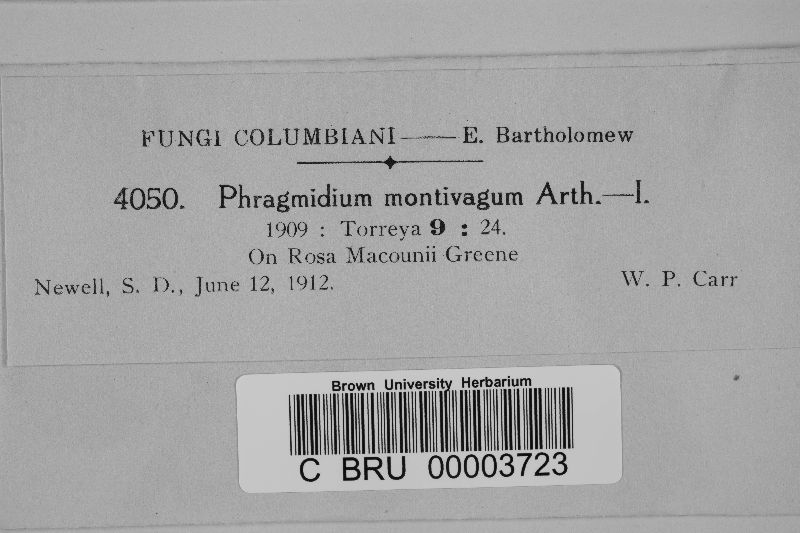 FUNGI COLUMBIANI — E. Bartholomew
4050. Phragmidium montivagum Arth.—I.
1909 : Torreya 9 : 24.
On Rosa Macounii Greene
Newell, S. D., June 12, 1912. W. P. Carr
Brown University Herbarium
C BRU 00003723